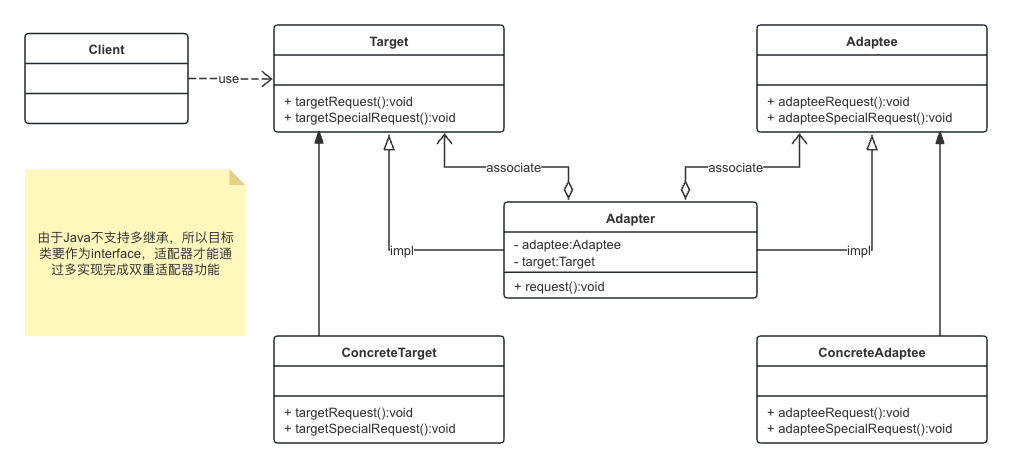 Client
use
Target
+ targetRequest():void
+ targetSpecialRequest():void
Adaptee
+ adapteeRequest():void
+ adapteeSpecialRequest():void
associate
associate
由于Java不支持多继承，所以目标
类要作为interface，适配器才能通
过多实现完成双重适配器功能
impl
Adapter
- adaptee:Adaptee
- target:Target
+ request():void
impl
ConcreteTarget
+ targetRequest():void
+ targetSpecialRequest():void
ConcreteAdaptee
+ adapteeRequest():void
+ adapteeSpecialRequest():void